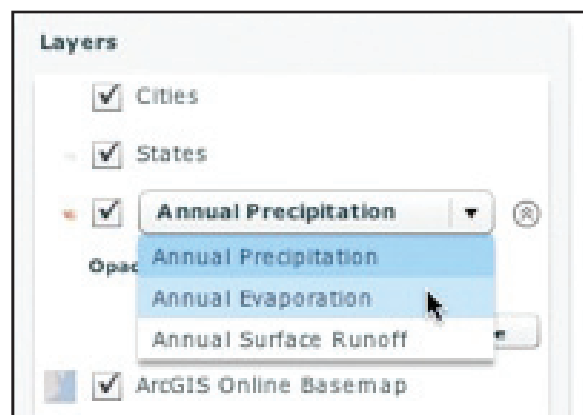 Layers
Cities
States
Annual Precipitation
Annual Precipitation
Opac
Annual Evaporation
Annual Surface Runoff
e
ArcGIS Online Basemap